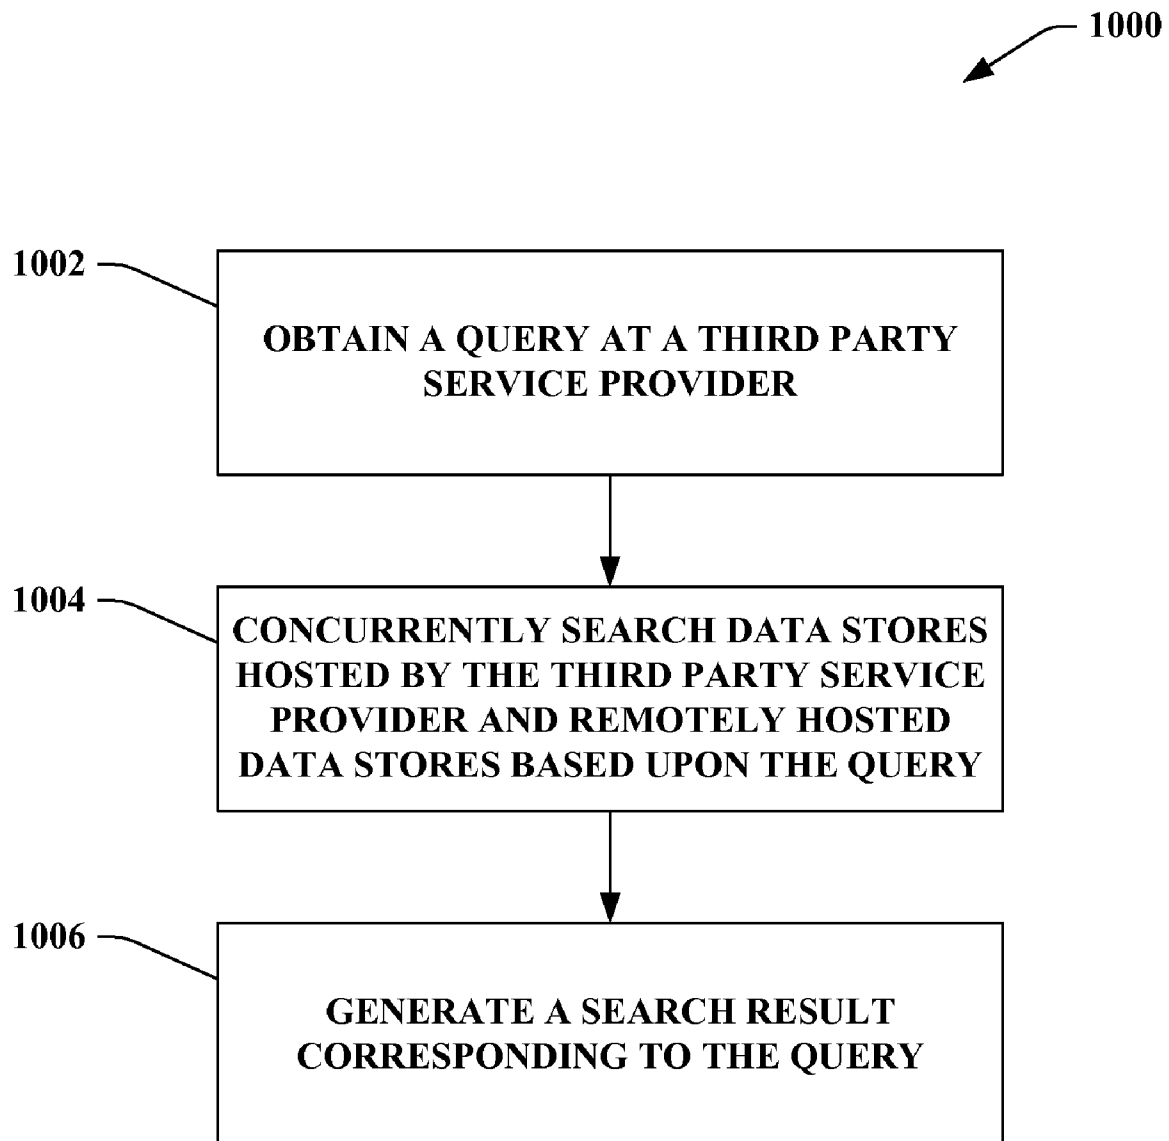 1000
1002
OBTAIN A QUERY AT A THIRD PARTY
SERVICE PROVIDER
1004
CONCURRENTLY SEARCH DATA STORES
HOSTED BY THE THIRD PARTY SERVICE
PROVIDER AND REMOTELY HOSTED
DATA STORES BASED UPON THE QUERY
1006
GENERATE A SEARCH RESULT
CORRESPONDING TO THE QUERY